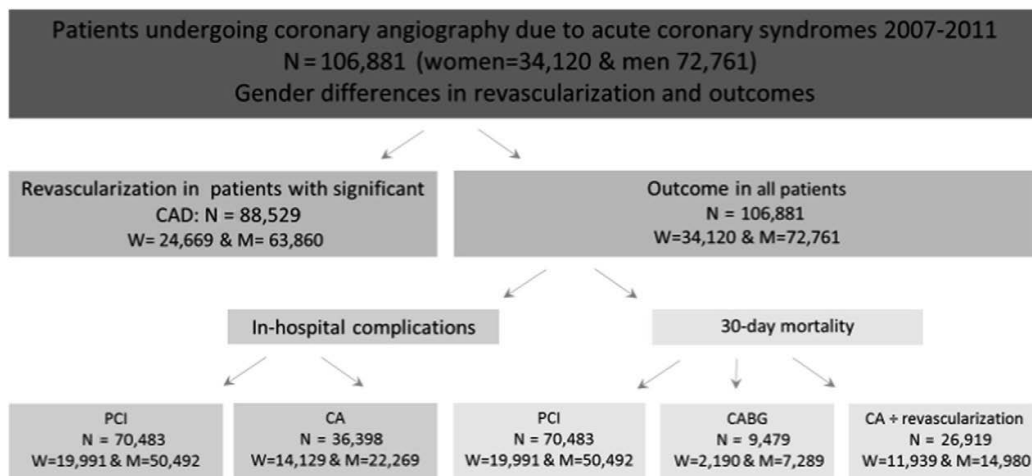 Patients undergoing coronary angiography due to acute coronary syndromes 2007-2011
N = 106,881 (women=34,120 & men 72,761)
Gender differences in revascularization and outcomes
Revascularization in patients with significant
CAD: N = 88,529
W= 24,669 & M= 63,860
Outcome in all patients
N = 106,881
W=34,120 & M=72,761
In-hospital complications
30-day mortality
PCI
N = 70,483
W=19,991 & M=50,492
CA
N = 36,398
W=14,129 & M=22,269
PCI
N = 70,483
W=19,991 & M=50,492
CABG
N = 9,479
W=2,190 & M=7,289
CA ÷ revascularization
N = 26,919
W=11,939 & M=14,980